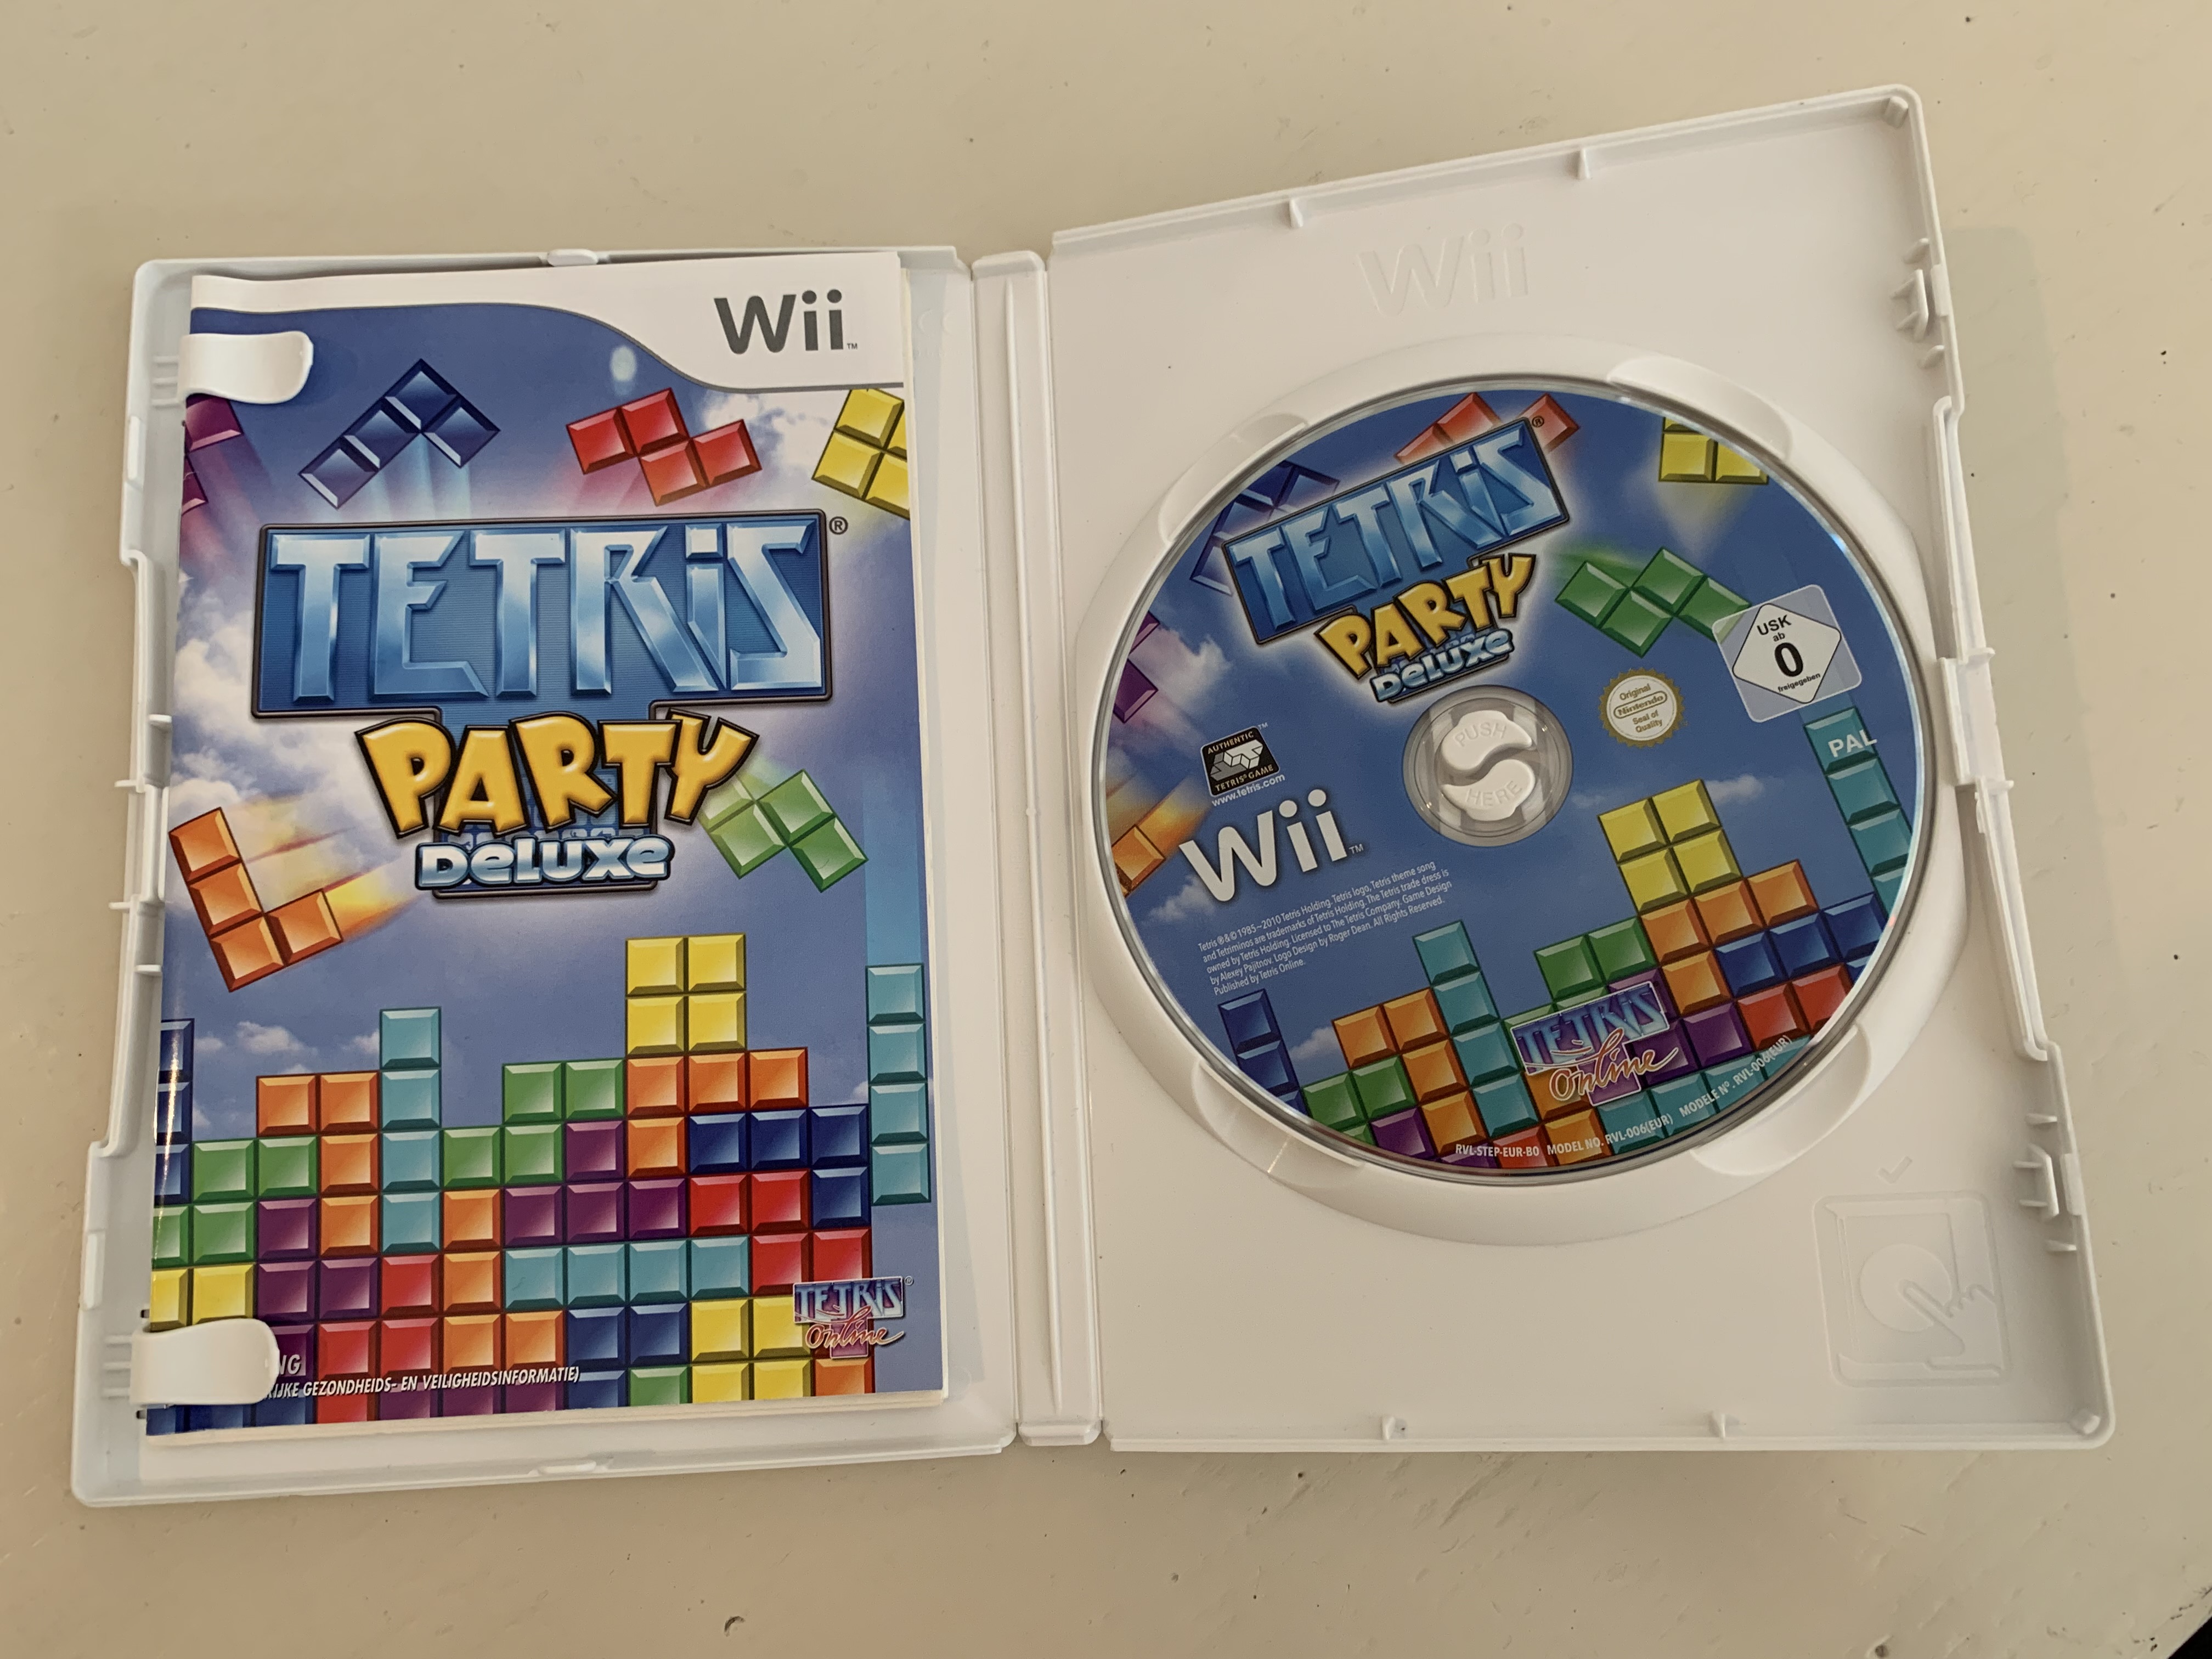 Wii™
TETRIS®
PARTY
DELUXE
TETRIS®
Online
NG
IJKE GEZONDHEIDS- EN VEILIGHEIDSINFORMATIE)
Wii
TETRIS®
PARTY
DELUXE
USK
ab
0
freigegeben
Original
Nintendo
Seal of
Quality
PAL
PUSH
HERE
AUTHENTIC
TETRIS® GAME
™
www.tetris.com
Wii™
Tetris ® & © 1985~2010 Tetris Holding. Tetris logo, Tetris theme song
and Tetriminos are trademarks of Tetris Holding. The Tetris trade dress is
owned by Tetris Holding. Licensed to The Tetris Company. Game Design
by Alexey Pajitnov. Logo Design by Roger Dean. All Rights Reserved.
Published by Tetris Online.
TETRIS
Online
RVL-STEP-EUR-B0 MODEL NO. RVL-006(EUR) MODELE Nº. RVL-006(EUR)